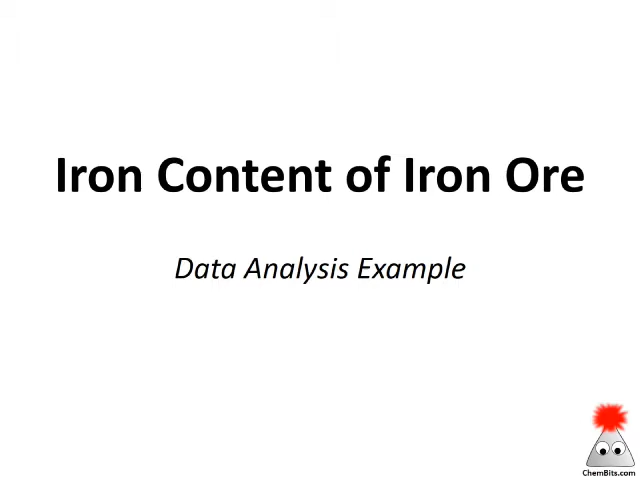 Iron Content of Iron Ore
Data Analysis Example
ChemBits.com